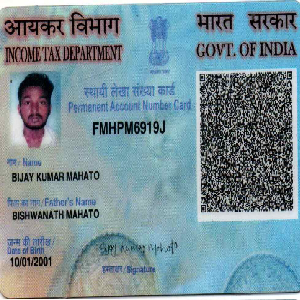 आयकर विभाग
INCOME TAX DEPARTMENT
भारत सरकार
GOVT. OF INDIA
स्थायी लेखा संख्या कार्ड
Permanent Account Number Card
FMHPM6919J
नाम / Name
BIJAY KUMAR MAHATO
पिता का नाम / Father's Name
BISHWANATH MAHATO
जन्म की तारीख /
Date of Birth
10/01/2001
हस्ताक्षर / Signature